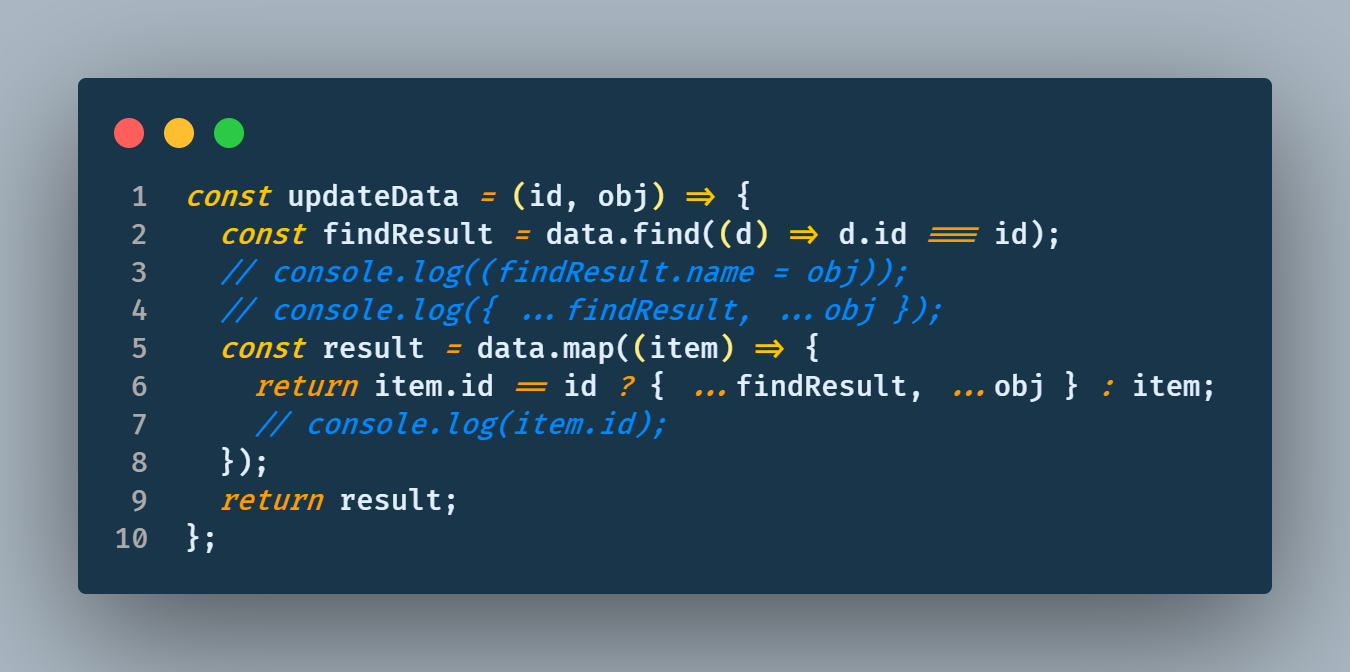 1 const updateData = (id, obj) => {
2 const findResult = data.find((d) => d.id === id);
3 // console.log((findResult.name = obj));
4 // console.log({ ...findResult, ...obj });
5 const result = data.map((item) => {
6 return item.id == id ? { ...findResult, ...obj } : item;
7 // console.log(item.id);
8 });
9 return result;
10 };